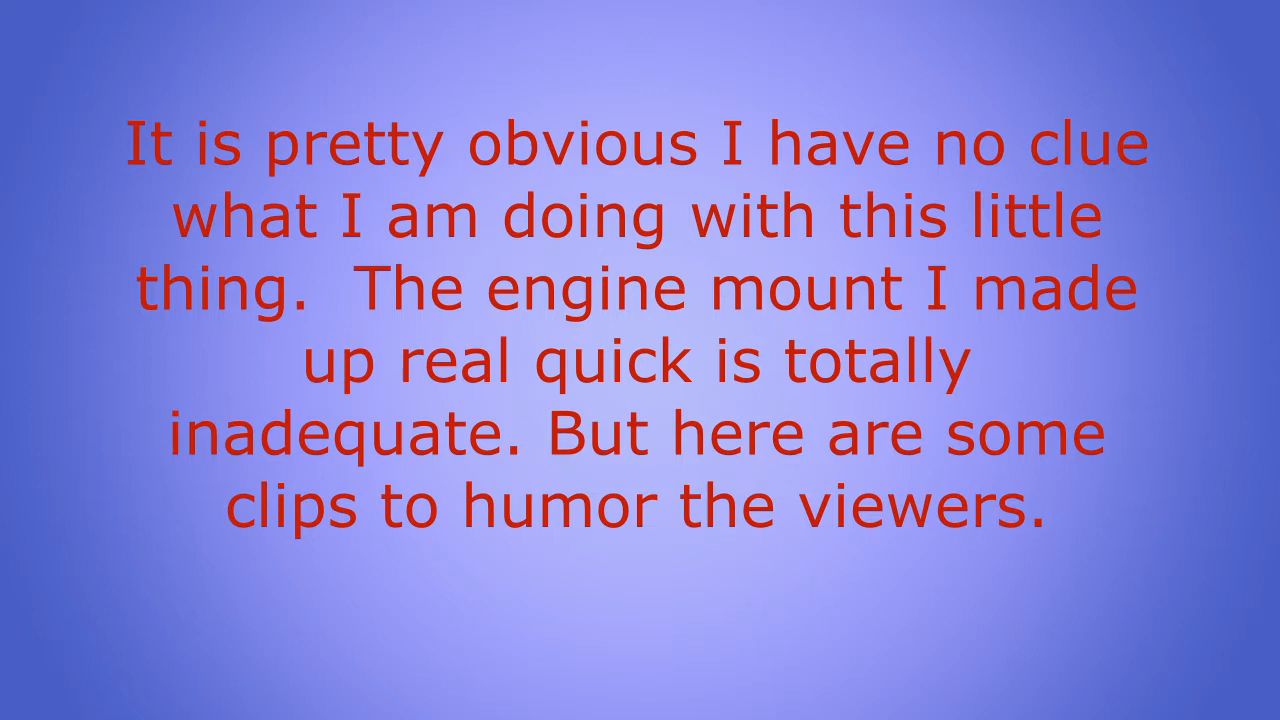 It is pretty obvious I have no clue
what I am doing with this little
thing.  The engine mount I made
up real quick is totally
inadequate. But here are some
clips to humor the viewers.